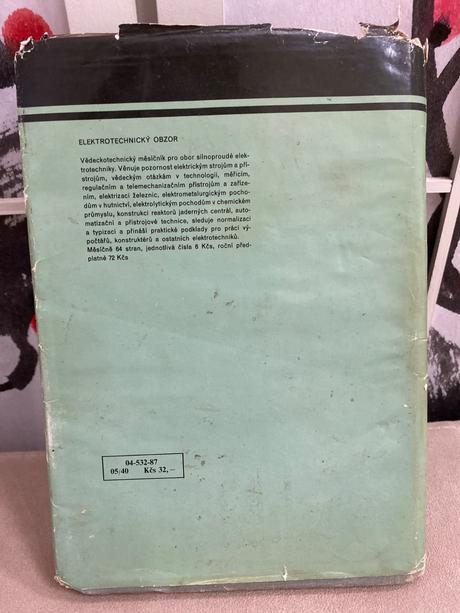 ELEKTROTECHNICKÝ OBZOR
Vědeckotechnický měsíčník pro obor silnoproudé elek-
trotechniky. Věnuje pozornost elektrickým strojům a pří-
strojům, vědeckým otázkám v technologii, měřicím,
regulačním a telemechanizačním přístrojům a zaříze-
ním, elektrizaci železnic, elektrometalurgickým pocho-
dům v hutnictví, elektrolytickým pochodům v chemickém
průmyslu, konstrukci reaktorů jaderných centrál, auto-
matizační a přístrojové technice, sleduje normalizaci
a typizaci a přináší praktické podklady pro práci vý-
počtářů, konstruktérů a ostatních elektrotechniků.
Měsíčně 64 stran, jednotlivá čísla 6 Kčs, roční před-
platné 72 Kčs
04-532-87
05/40 Kčs 32,–